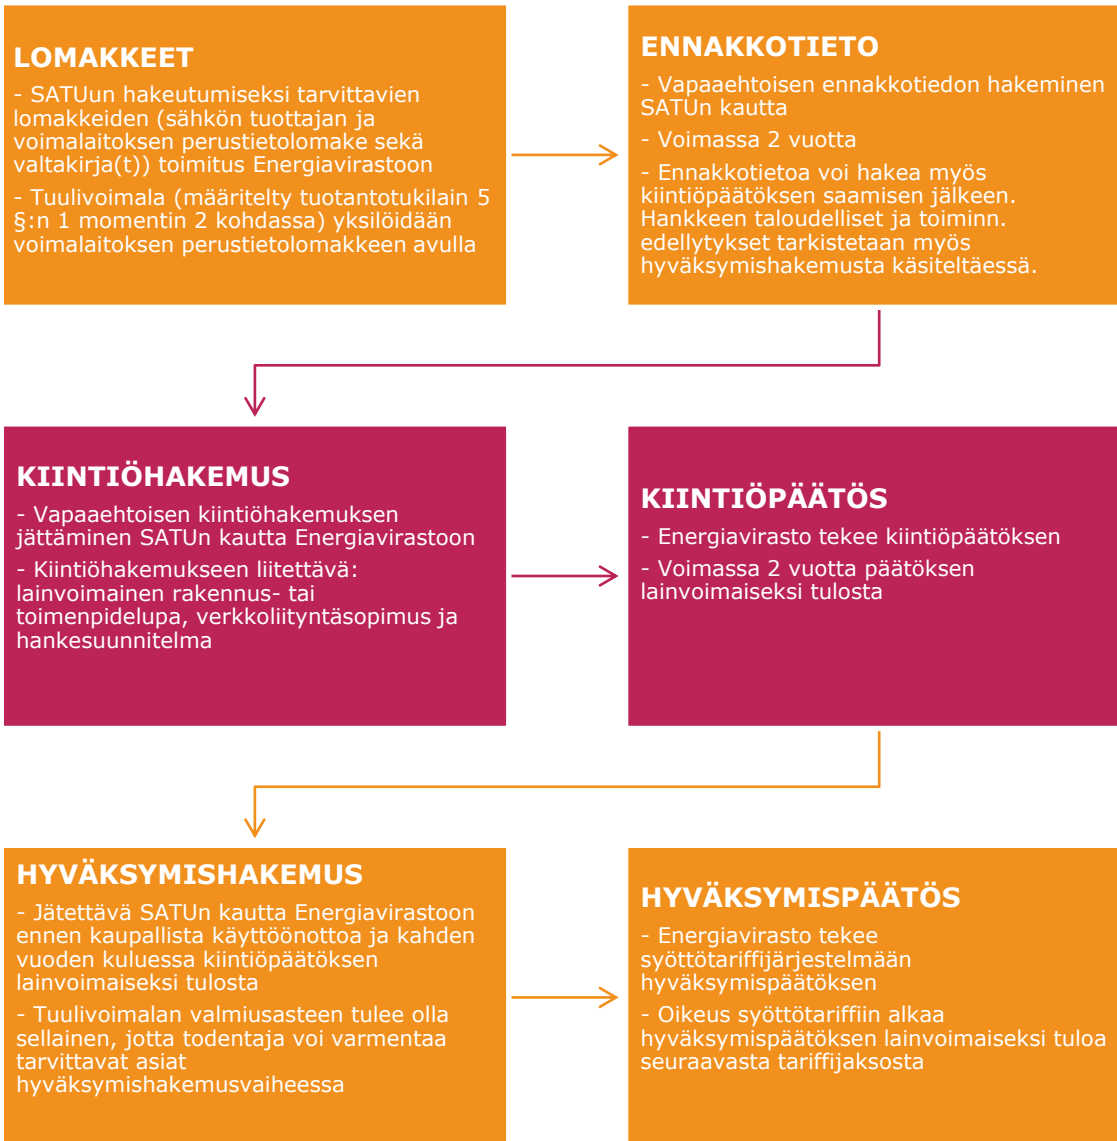 LOMAKKEET
- SATUun hakeutumiseksi tarvittavien
lomakkeiden (sähkön tuottajan ja
voimalaitoksen perustietolomake sekä
valtakirja(t)) toimitus Energiavirastoon
- Tuulivoimala (määritelty tuotantotukilain 5
§:n 1 momentin 2 kohdassa) yksilöidään
voimalaitoksen perustietolomakkeen avulla
ENNAKKOTIETO
- Vapaaehtoisen ennakkotiedon hakeminen
SATUn kautta
- Voimassa 2 vuotta
- Ennakkotietoa voi hakea myös
kiintiöpäätöksen saamisen jälkeen.
Hankkeen taloudelliset ja toiminn.
edellytykset tarkistetaan myös
hyväksymishakemusta käsiteltäessä.
KIINTIÖHAKEMUS
- Vapaaehtoisen kiintiöhakemuksen
jättäminen SATUn kautta Energiavirastoon
- Kiintiöhakemukseen liitettävä:
lainvoimainen rakennus- tai
toimenpidelupa, verkkoliityntäsopimus ja
hankesuunnitelma
KIINTIÖPÄÄTÖS
- Energiavirasto tekee kiintiöpäätöksen
- Voimassa 2 vuotta päätöksen
lainvoimaiseksi tulosta
HYVÄKSYMISHAKEMUS
- Jätettävä SATUn kautta Energiavirastoon
ennen kaupallista käyttöönottoa ja kahden
vuoden kuluessa kiintiöpäätöksen
lainvoimaiseksi tulosta
- Tuulivoimalan valmiusasteen tulee olla
sellainen, jotta todentaja voi varmentaa
tarvittavat asiat
hyväksymishakemusvaiheessa
HYVÄKSYMISPÄÄTÖS
- Energiavirasto tekee
syöttötariffijärjestelmään
hyväksymispäätöksen
- Oikeus syöttötariffiin alkaa
hyväksymispäätöksen lainvoimaiseksi tuloa
seuraavasta tariffijaksosta